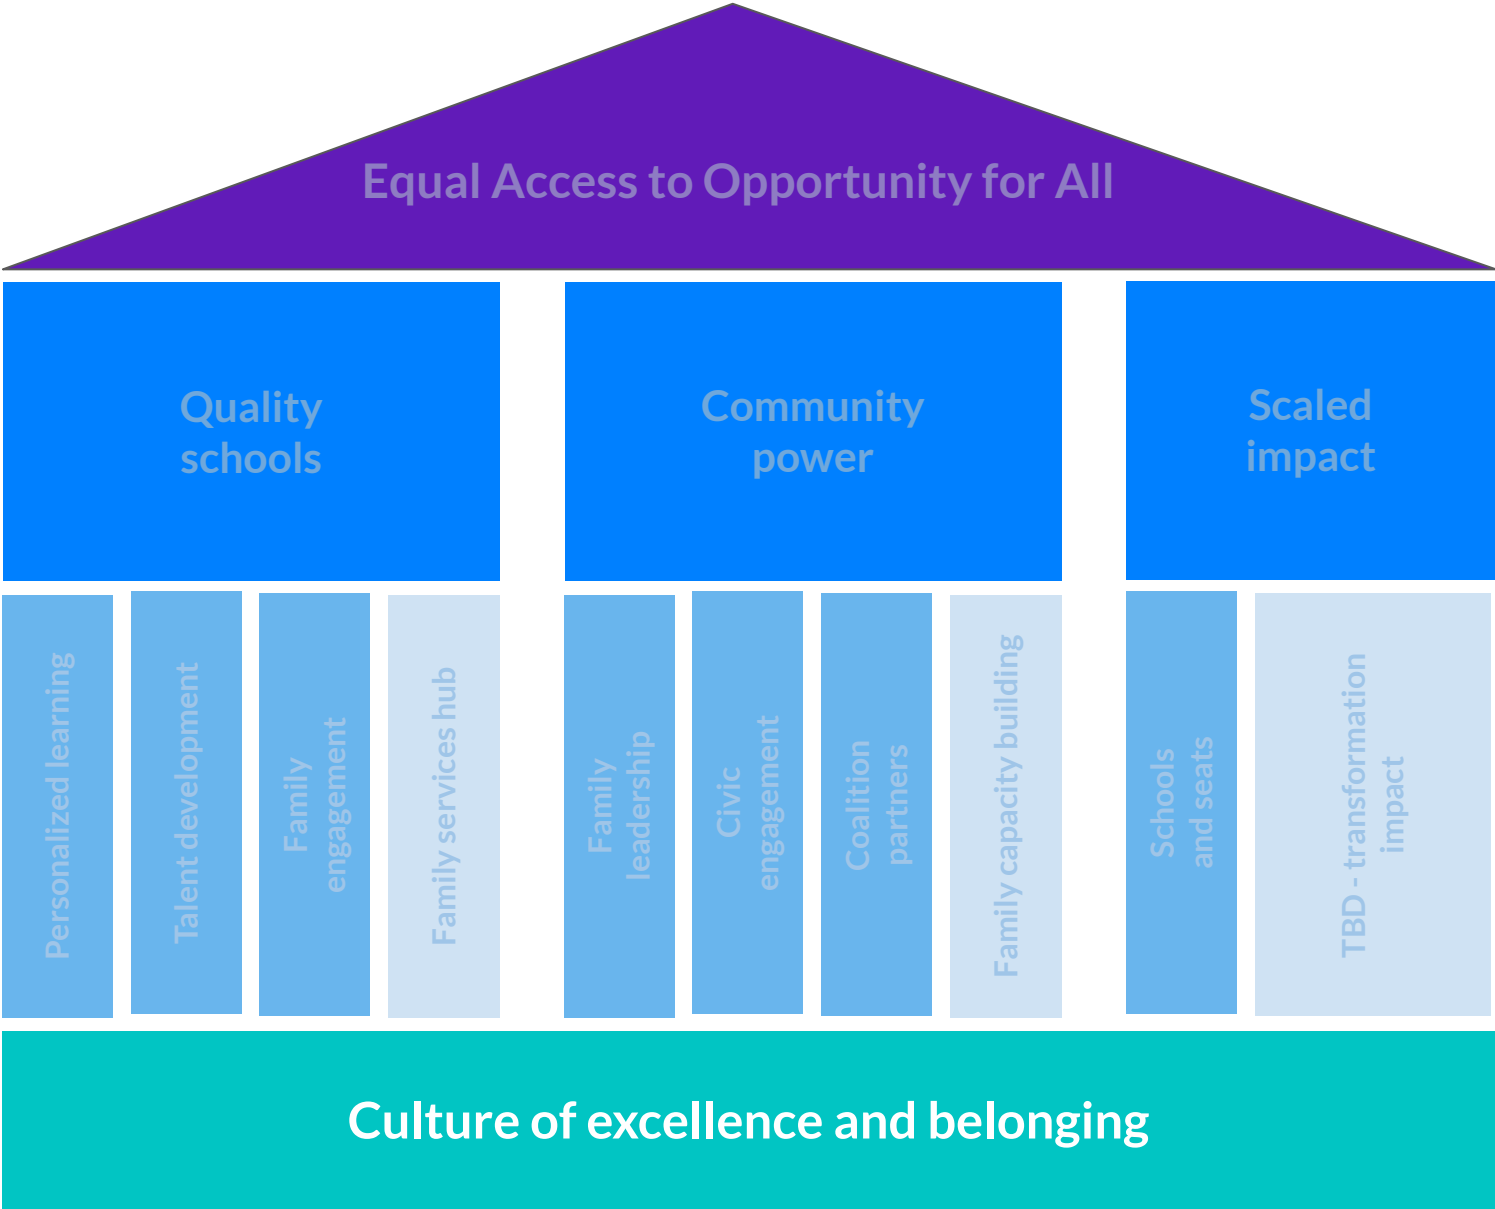 Equal Access to Opportunity for All
Quality
schools
Community
power
Scaled
impact
Personalized learning
Talent development
Family
engagement
Family services hub
Family
leadership
Civic
engagement
Coalition
partners
Family capacity building
Schools
and seats
TBD - transformation
impact
Culture of excellence and belonging